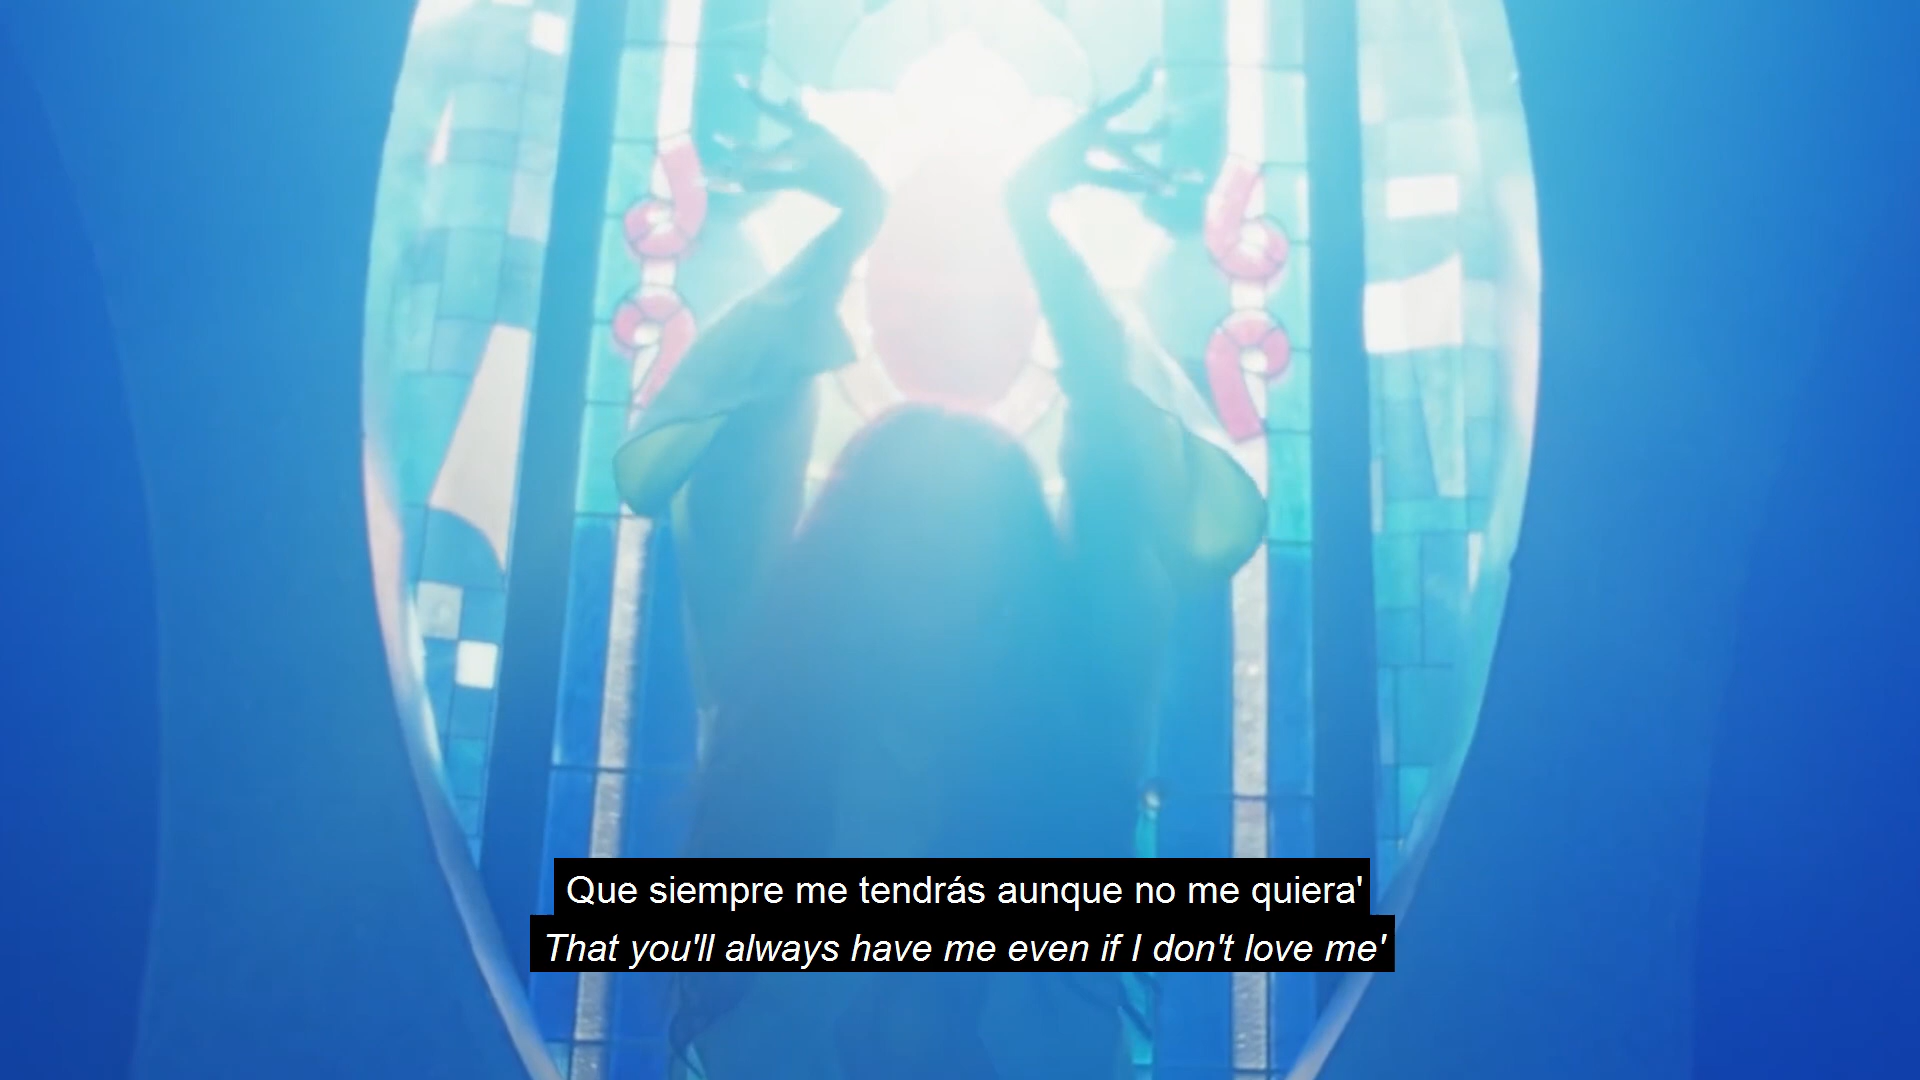 Que siempre me tendrás aunque no me quiera'
That you'll always have me even if I don't love me'